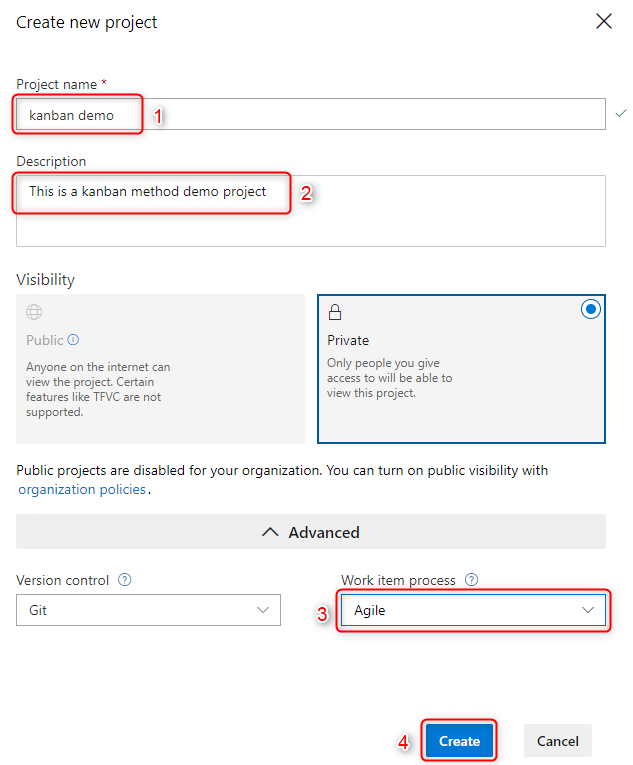 Create new project
Project name *
kanban demo
1
Description
This is a kanban method demo project
2
Visibility
Public
Anyone on the internet can
view the project. Certain
features like TFVC are not
supported.
Private
Only people you give
access to will be able to
view this project.
Public projects are disabled for your organization. You can turn on public visibility with
organization policies.
Advanced
Version control ?
Git
Work item process ?
3
Agile
4
Create
Cancel